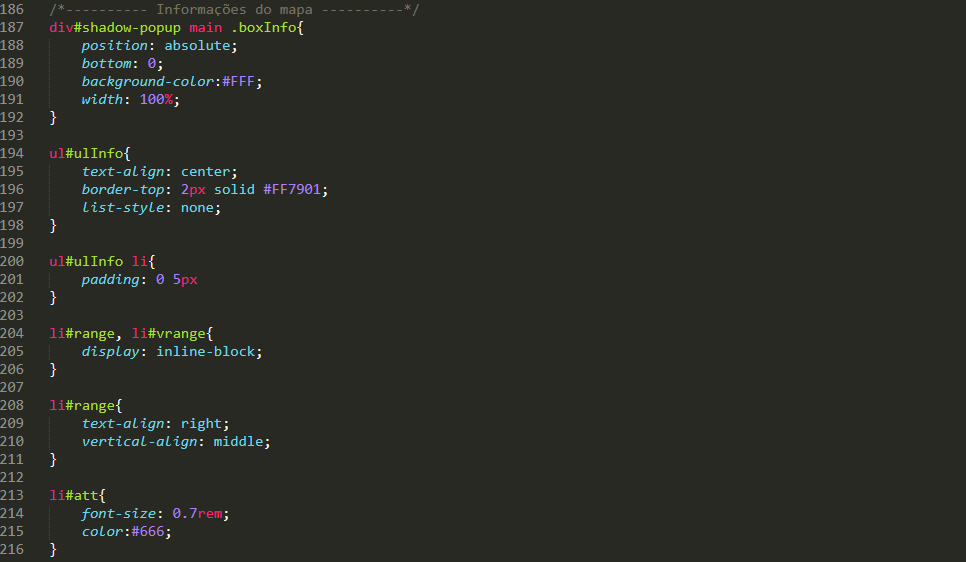 186 /*---------- Informações do mapa ----------*/
187 div#shadow-popup main .boxInfo{
188     position: absolute;
189     bottom: 0;
190     background-color:#FFF;
191     width: 100%;
192 }
193
194 ul#ulInfo{
195     text-align: center;
196     border-top: 2px solid #FF7901;
197     list-style: none;
198 }
199
200 ul#ulInfo li{
201     padding: 0 5px
202 }
203
204 li#range, li#vrange{
205     display: inline-block;
206 }
207
208 li#range{
209     text-align: right;
210     vertical-align: middle;
211 }
212
213 li#att{
214     font-size: 0.7rem;
215     color:#666;
216 }